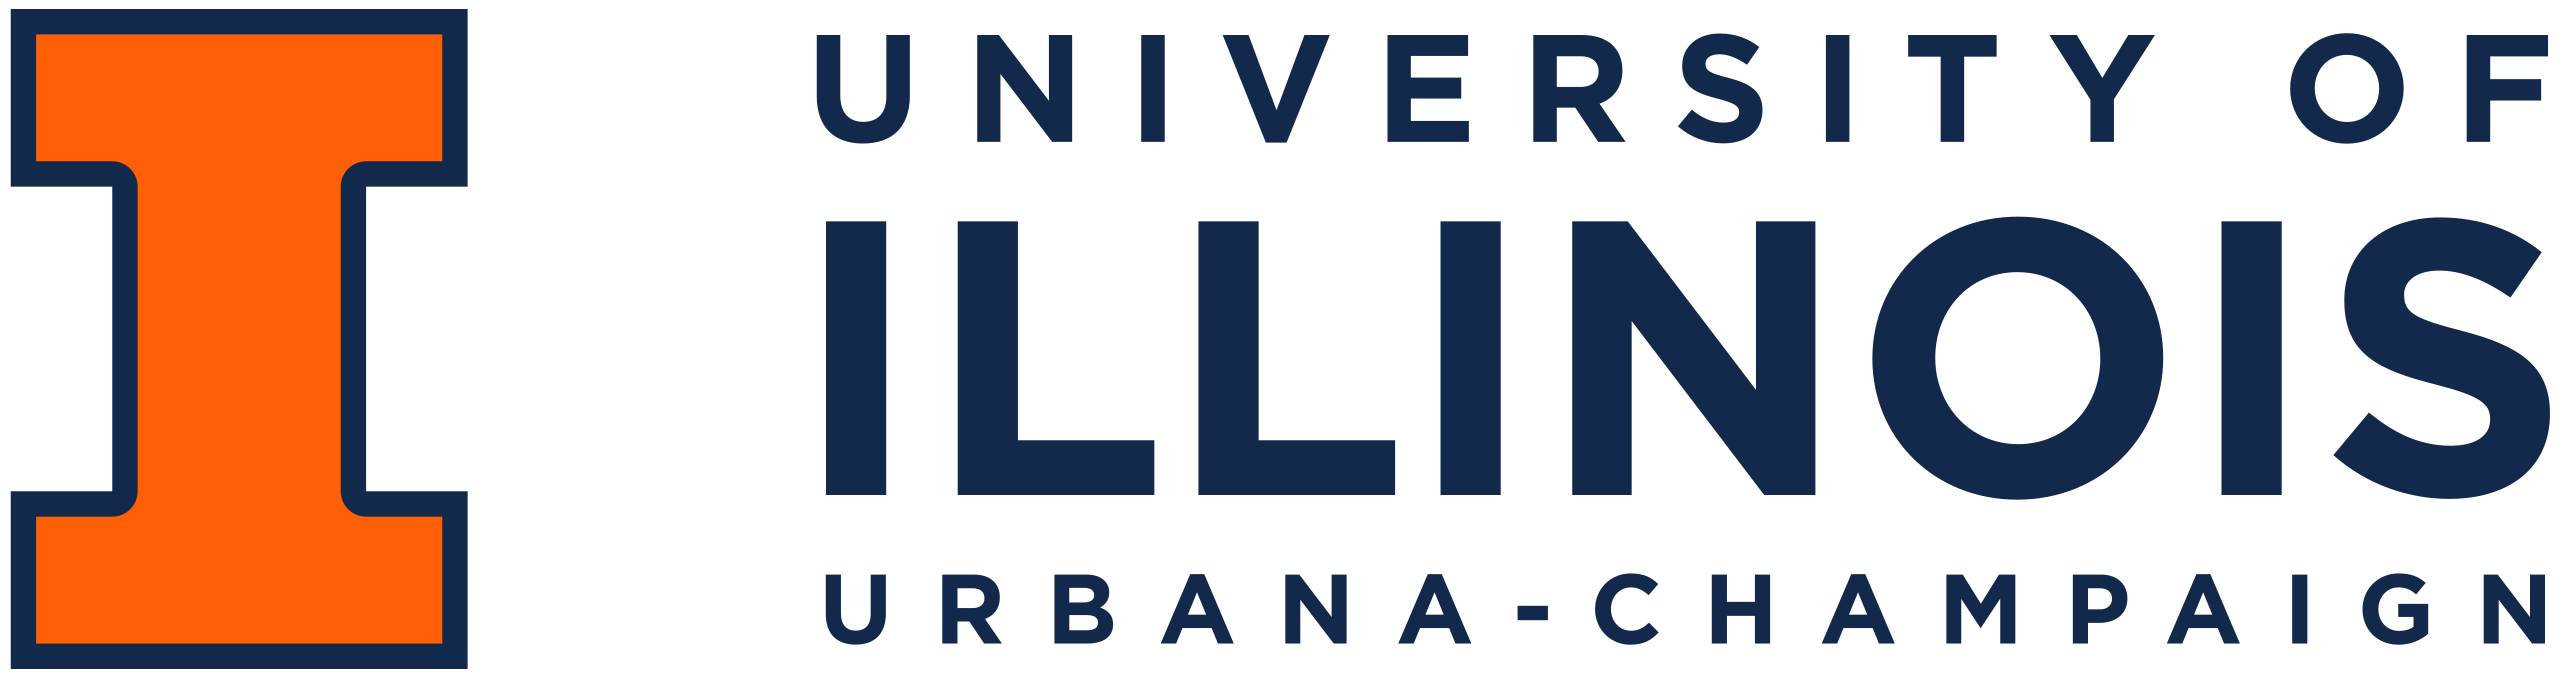 I
UNIVERSITY OF
ILLINOIS
URBANA-CHAMPAIGN